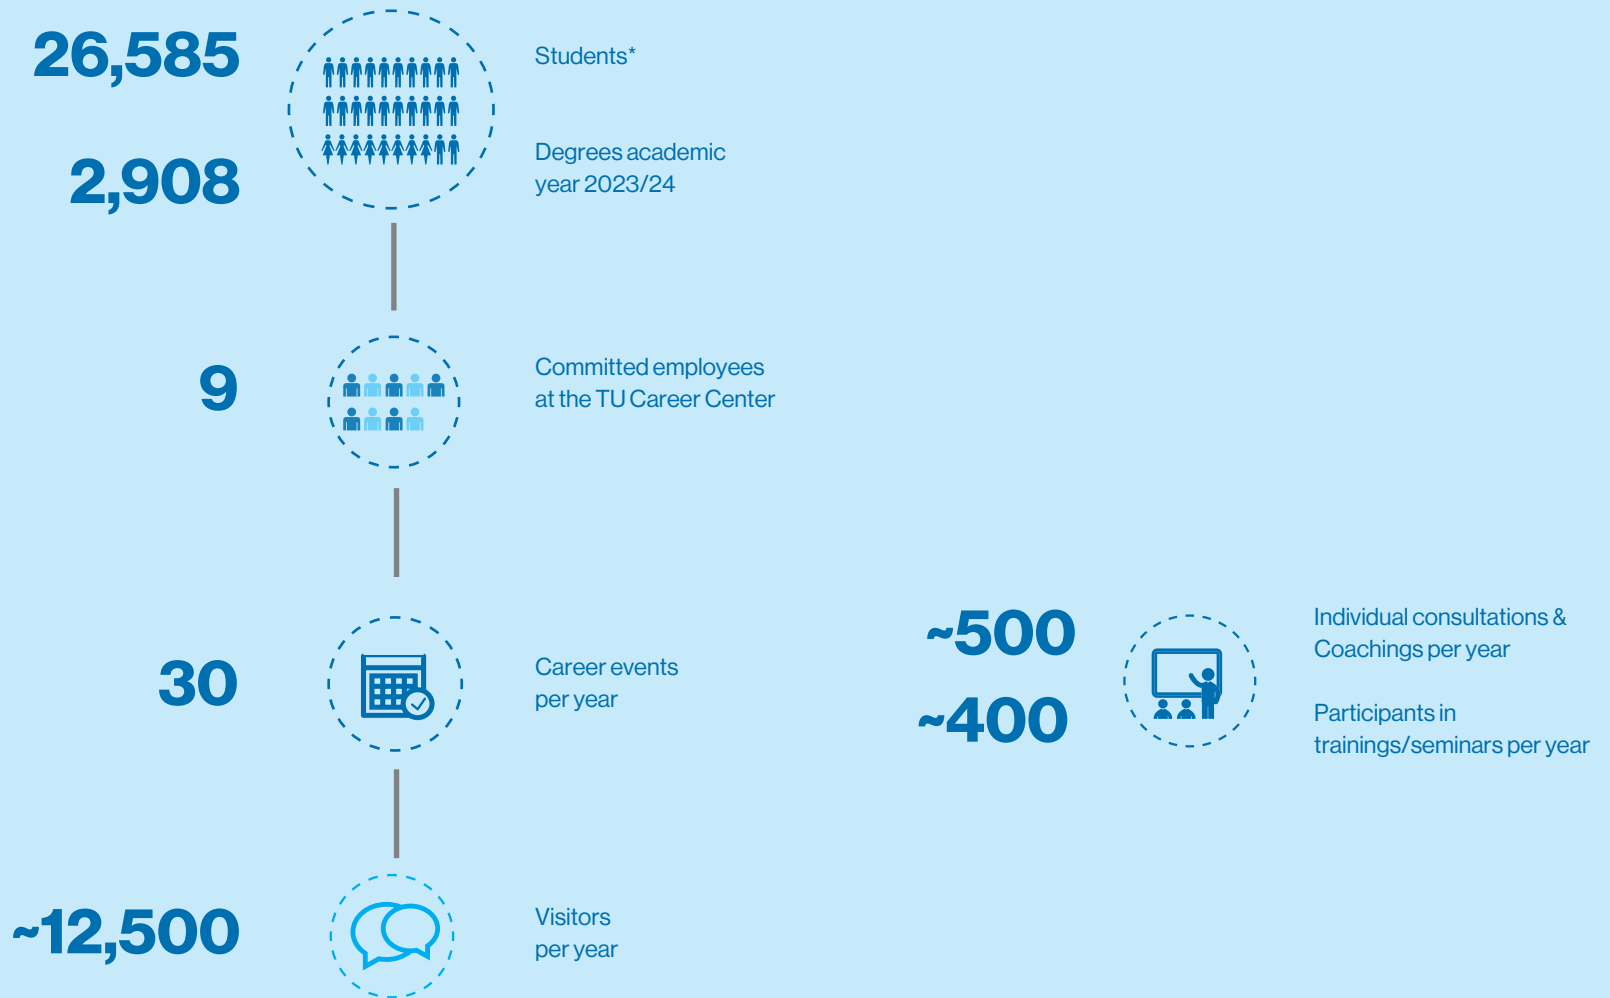 26,585
Students*
2,908
Degrees academic
year 2023/24
9
Committed employees
at the TU Career Center
30
Career events
per year
~500
Individual consultations &
Coachings per year
~400
Participants in
trainings/seminars per year
~12,500
Visitors
per year